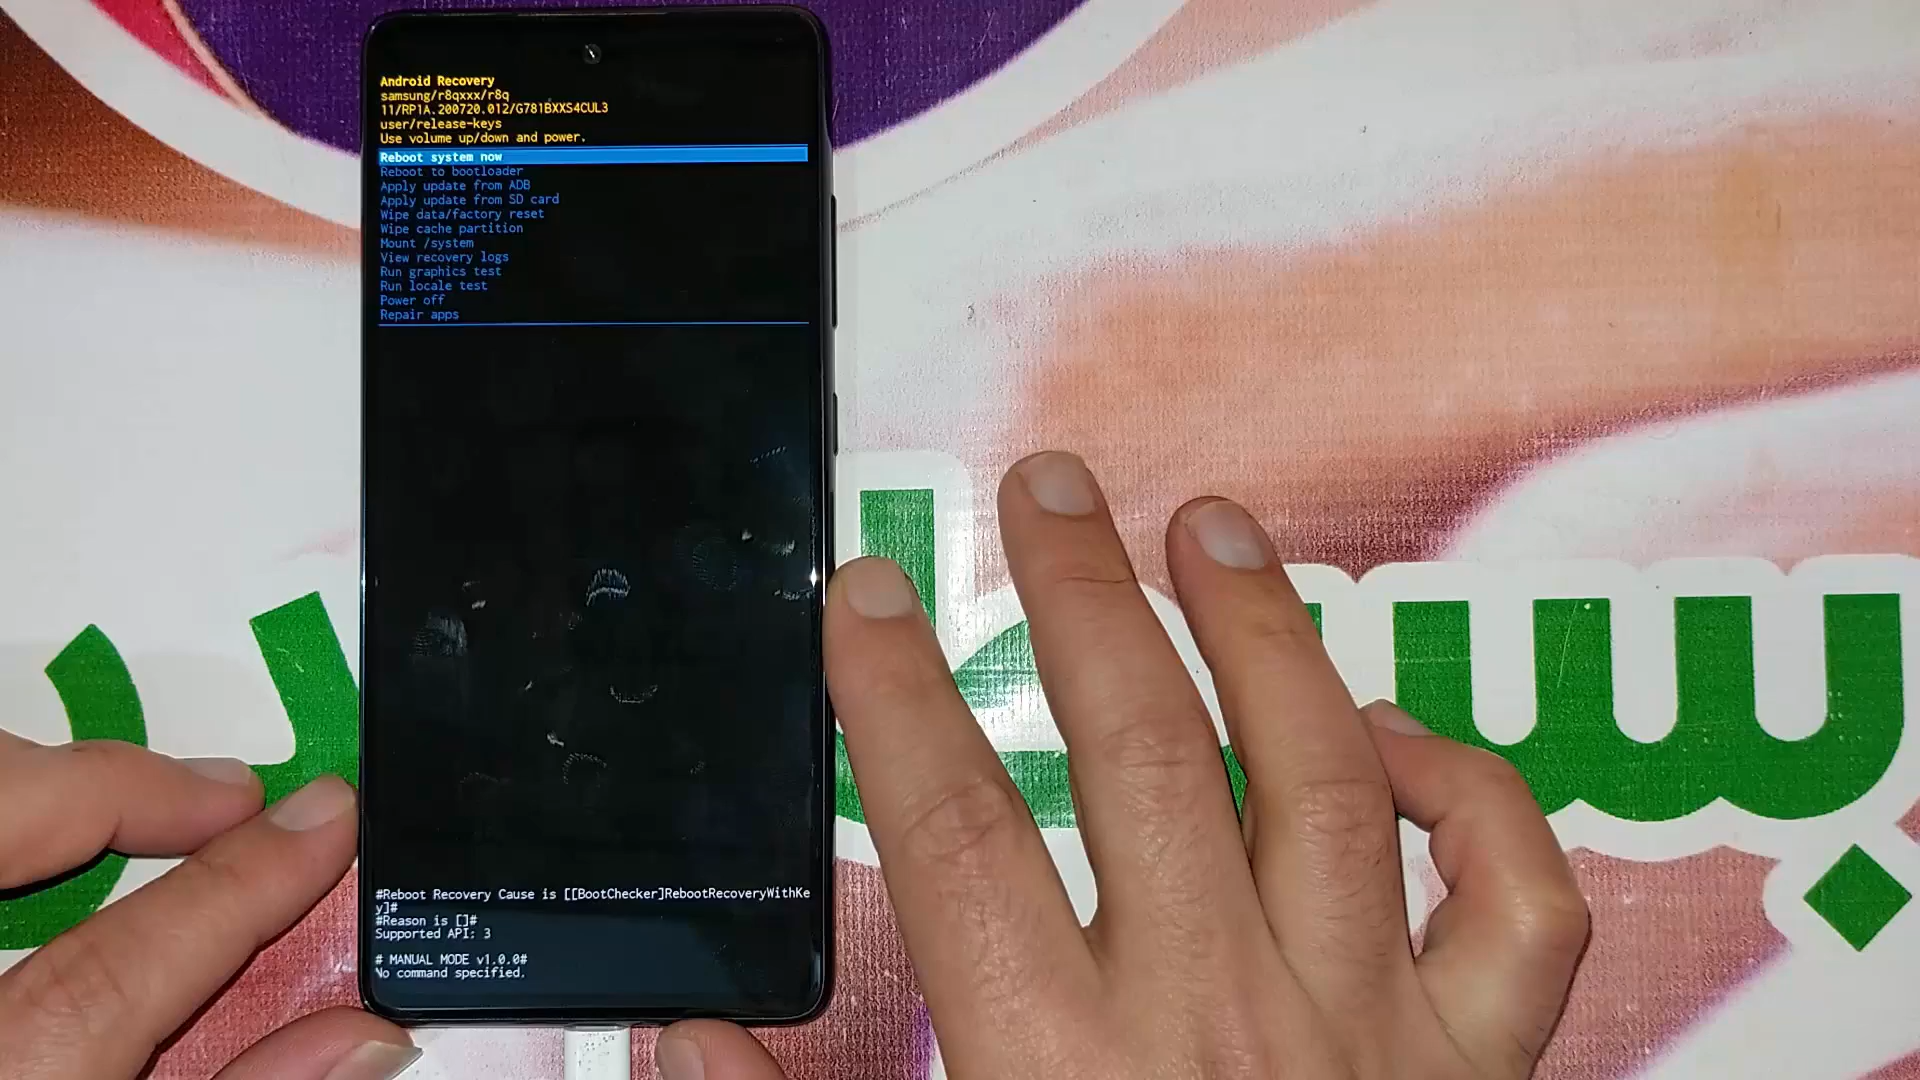 Android Recovery
samsung/r8qxxx/r8q
11/RP1A.200720.012/G781BXXS4CUL3
user/release-keys
Use volume up/down and power.
Reboot system now
Reboot to bootloader
Apply update from ADB
Apply update from SD card
Wipe data/factory reset
Wipe cache partition
Mount /system
View recovery logs
Run graphics test
Run locale test
Power off
Repair apps
#Reboot Recovery Cause is [[BootChecker]RebootRecoveryWithKe
y]#
#Reason is []#
Supported API: 3
# MANUAL MODE v1.0.0#
No command specified.